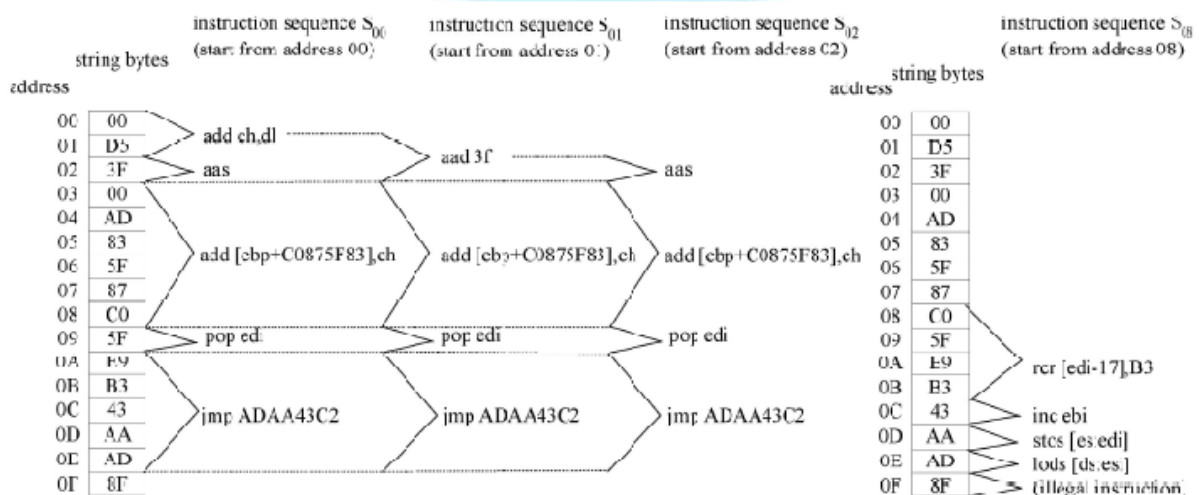 instruction sequence S00
(start from address 00)
instruction sequence S01
(start from address 01)
instruction sequence S02
(start from address 02)
instruction sequence S08
(start from address 08)
string bytes
address
string bytes
address
00 00
01 D5
02 3F
03 00
04 AD
05 83
06 5F
07 87
08 C0
09 5F
0A E9
0B B3
0C 43
0D AA
0E AD
0F 8F
add ch,dl
aas
add [ebp+C0875F83],ch
pop edi
jmp ADAA43C2
aad 3f
add [ebp+C0875F83],ch
pop edi
jmp ADAA43C2
aas
add [ebp+C0875F83],ch
pop edi
jmp ADAA43C2
00 00
01 D5
02 3F
03 00
04 AD
05 83
06 5F
07 87
08 C0
09 5F
0A E9
0B B3
0C 43
0D AA
0E AD
0F 8F
rcr [edi-17],B3
inc ebi
stos [es:edi]
lods [ds:esi]
(illegal instruction